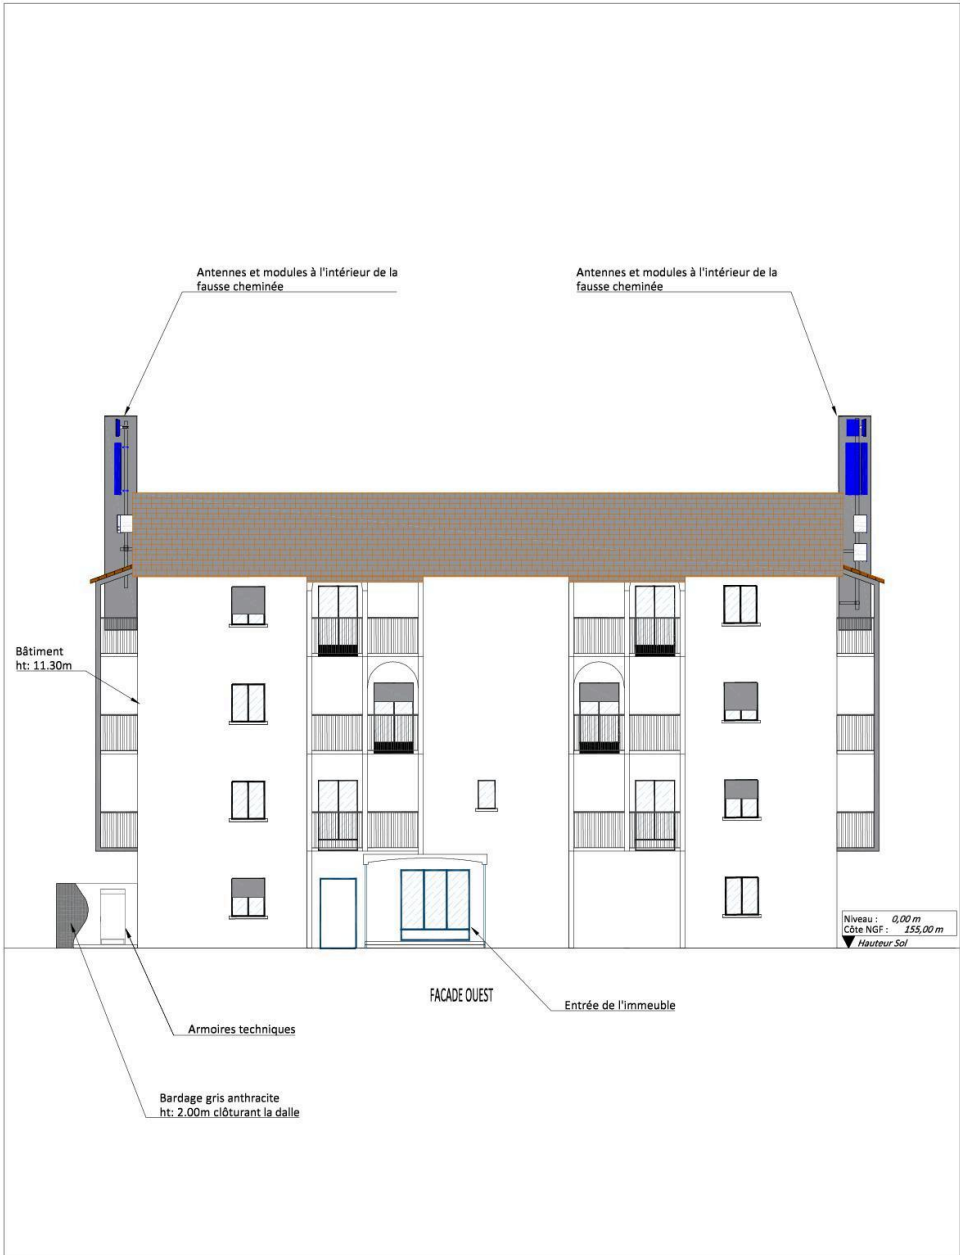 Antennes et modules à l'intérieur de la
fausse cheminée
Antennes et modules à l'intérieur de la
fausse cheminée
Bâtiment
ht: 11.30m
Niveau : 0,00 m
Côte NGF : 155,00 m
Hauteur Sol
FACADE OUEST
Entrée de l'immeuble
Armoires techniques
Bardage gris anthracite
ht: 2.00m clôturant la dalle